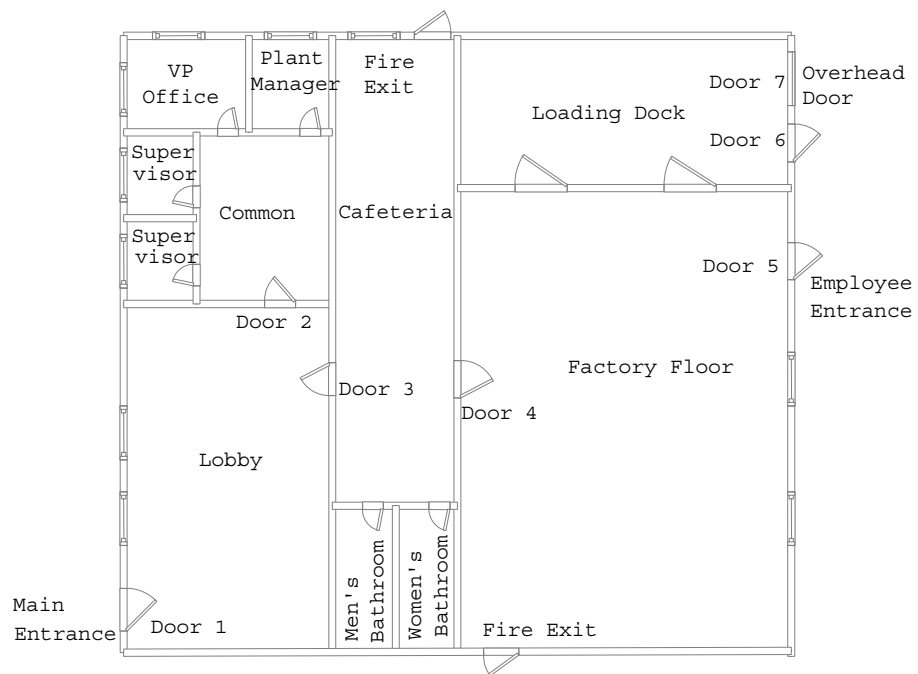 VP
Office
Plant
Manager
Fire
Exit
Door 7
Overhead
Door
Loading Dock
Door 6
Super
visor
Common
Cafeteria
Super
visor
Door 5
Employee
Entrance
Door 2
Factory Floor
Door 3
Door 4
Lobby
Men's
Bathroom
Women's
Bathroom
Main
Entrance
Door 1
Fire Exit